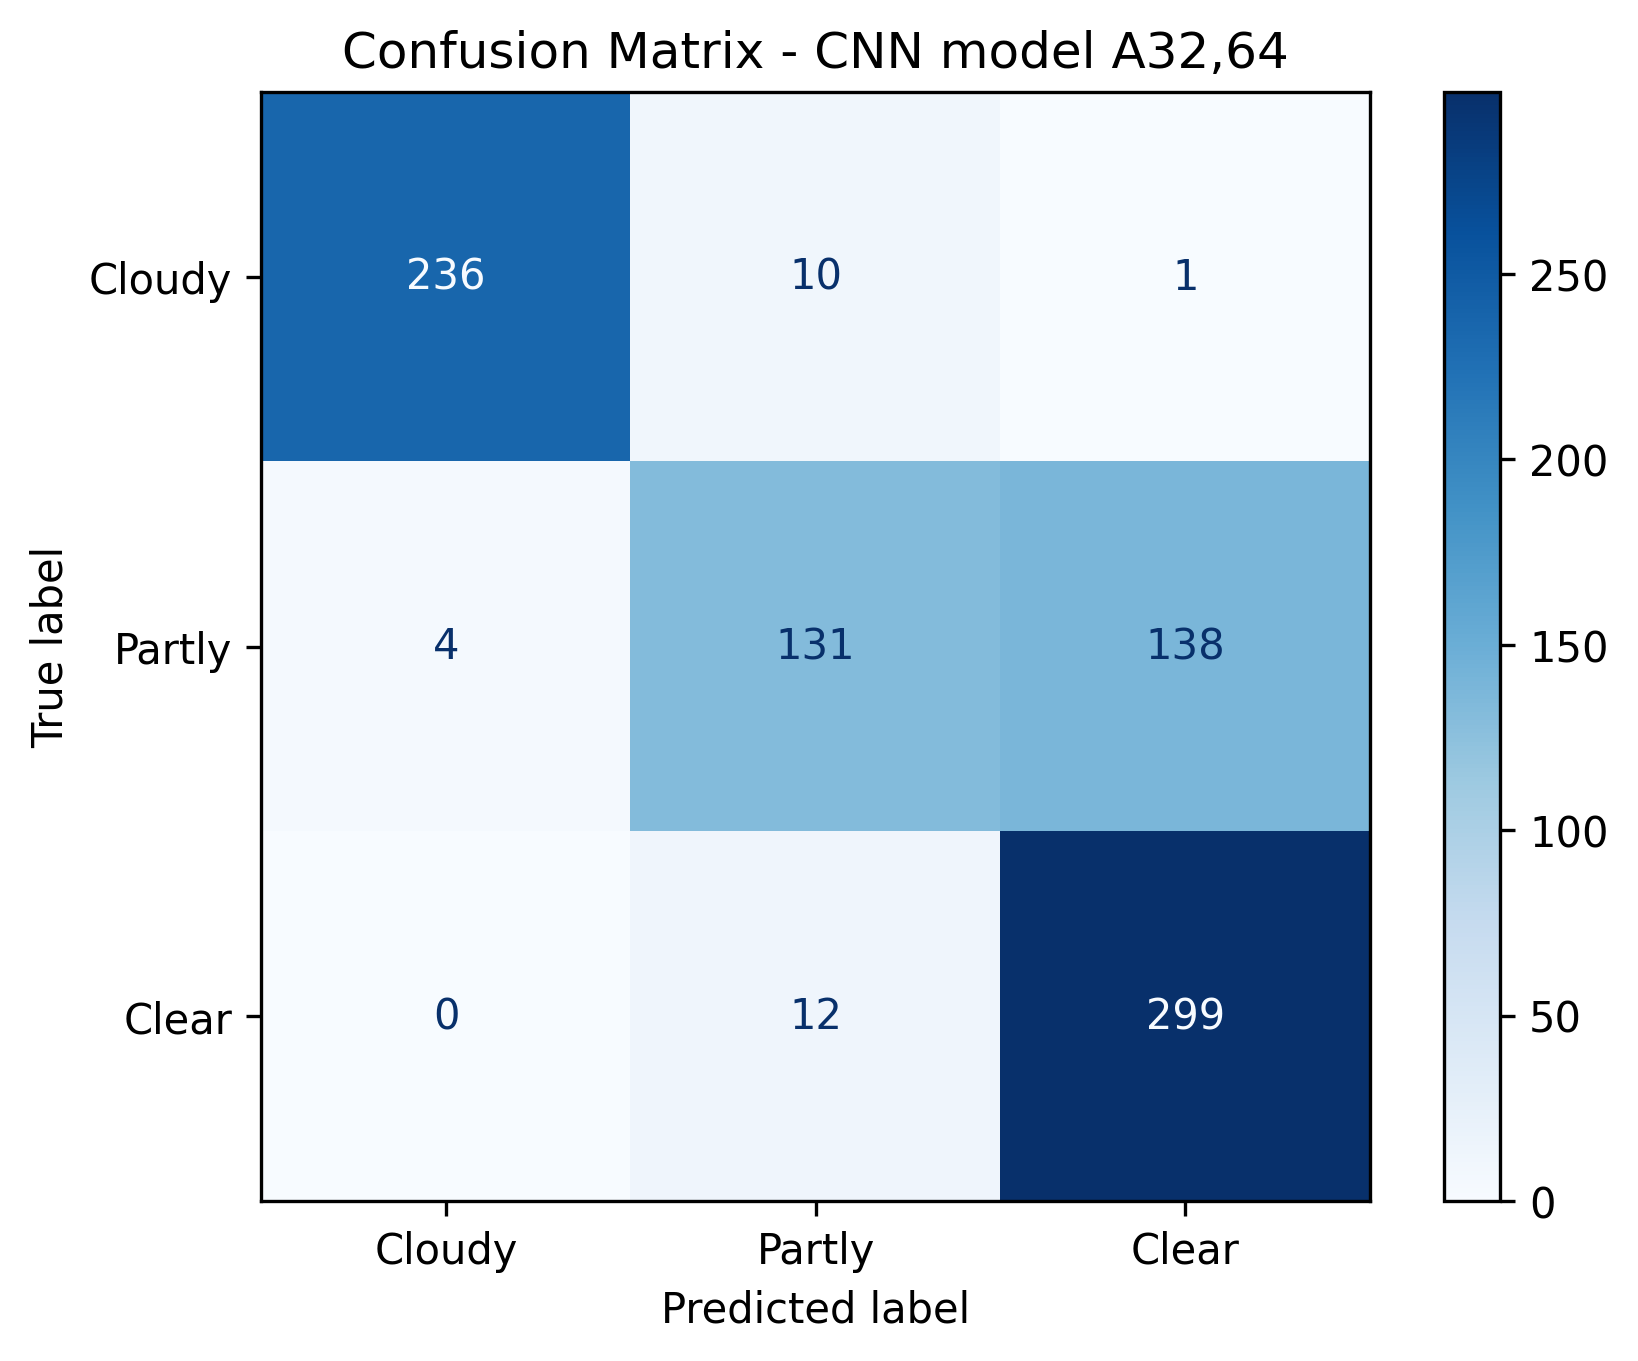 Confusion Matrix - CNN model A32,64
Cloudy 236 10 1
Partly 4 131 138
Clear 0 12 299
Cloudy Partly Clear
Predicted label
True label
250
200
150
100
50
0